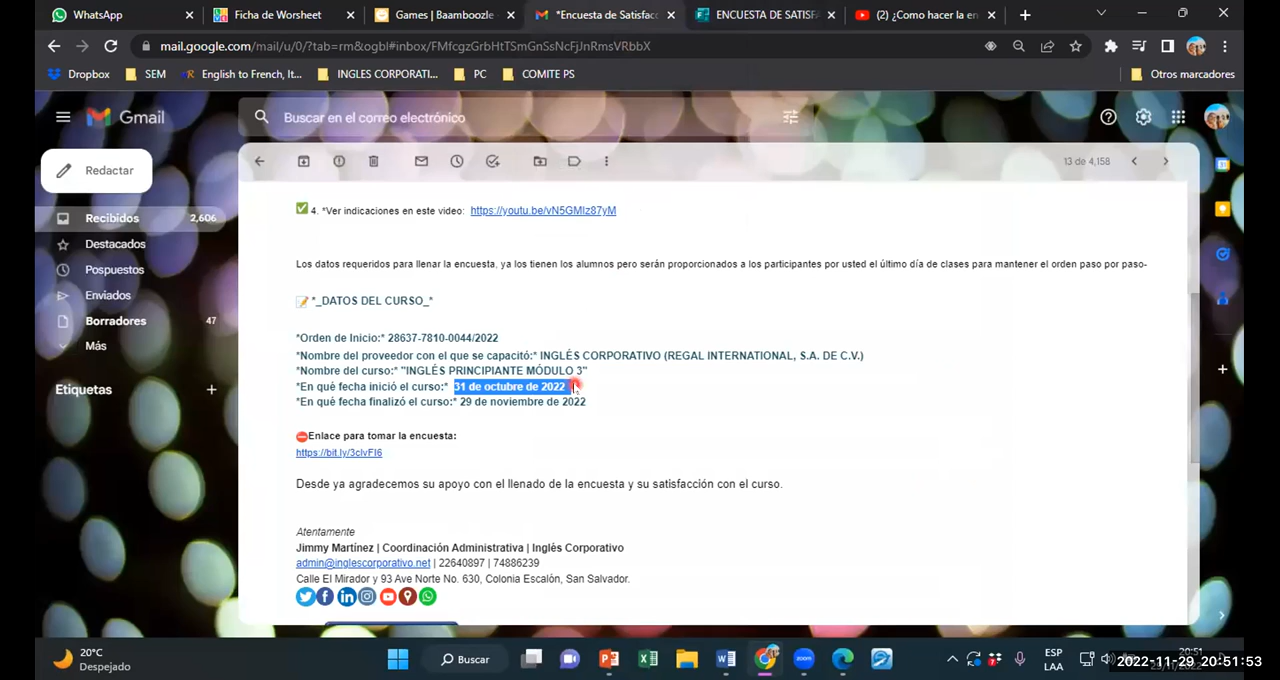 WhatsApp
Ficha de Worsheet
Games | Baamboozle
*Encuesta de Satisfacc
ENCUESTA DE SATISF
(2) ¿Como hacer la en
mail.google.com/mail/u/0/?tab=rm&ogbl#inbox/FMfcgzGrbHtTSmGnSsNcFjJnRmsVRbbX
Dropbox
SEM
English to French, It...
INGLES CORPORATI...
PC
COMITE PS
Otros marcadores
Gmail
Buscar en el correo electrónico
Redactar
13 de 4,158
Recibidos 2,606
Destacados
Pospuestos
Enviados
Borradores 47
Más
Etiquetas
4. *Ver indicaciones en este video: https://youtu.be/vN5GMlz87yM
Los datos requeridos para llenar la encuesta, ya los tienen los alumnos pero serán proporcionados a los participantes por usted el último día de clases para mantener el orden paso por paso-
*_DATOS DEL CURSO_*
*Orden de Inicio:* 28637-7810-0044/2022
*Nombre del proveedor con el que se capacitó:* INGLÉS CORPORATIVO (REGAL INTERNATIONAL, S.A. DE C.V.)
*Nombre del curso:* "INGLÉS PRINCIPIANTE MÓDULO 3"
*En qué fecha inició el curso:* 31 de octubre de 2022
*En qué fecha finalizó el curso:* 29 de noviembre de 2022
Enlace para tomar la encuesta:
https://bit.ly/3clvFI6
Desde ya agradecemos su apoyo con el llenado de la encuesta y su satisfacción con el curso.
Atentamente
Jimmy Martínez | Coordinación Administrativa | Inglés Corporativo
admin@inglescorporativo.net | 22640897 | 74886239
Calle El Mirador y 93 Ave Norte No. 630, Colonia Escalón, San Salvador.
20°C
Despejado
Buscar
ESP
LAA
20:51
2022-11-29 20:51:53